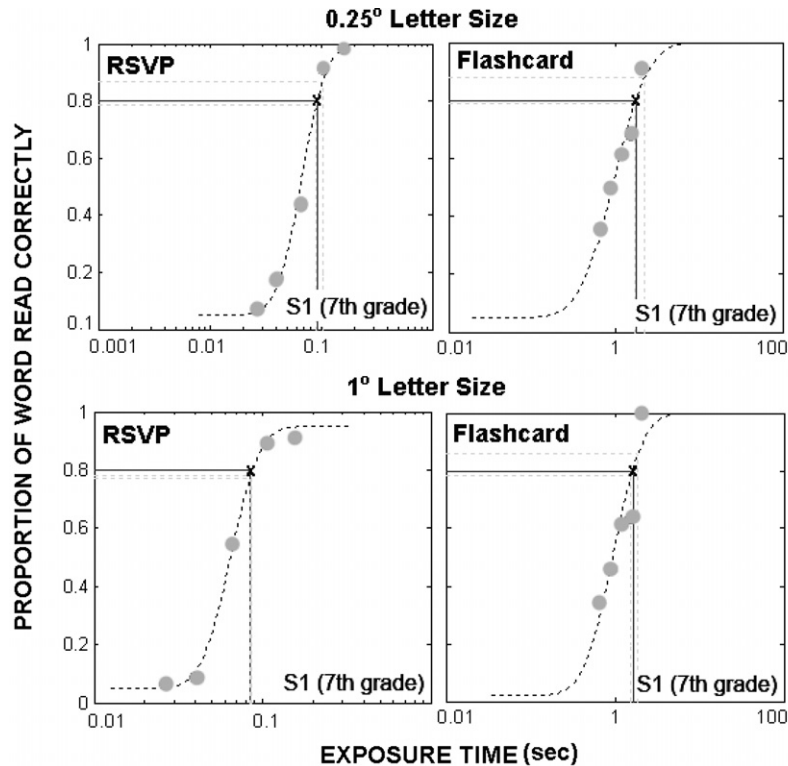 0.25° Letter Size
RSVP
Flashcard
1
0.8
0.6
0.4
0.2
0.1
S1 (7th grade)
S1 (7th grade)
0.001 0.01 0.1 1
0.01 1 100
1° Letter Size
RSVP
Flashcard
1
0.8
0.6
0.4
0.2
0
S1 (7th grade)
S1 (7th grade)
0.01 0.1 1
0.01 1 100
PROPORTION OF WORD READ CORRECTLY
EXPOSURE TIME (sec)